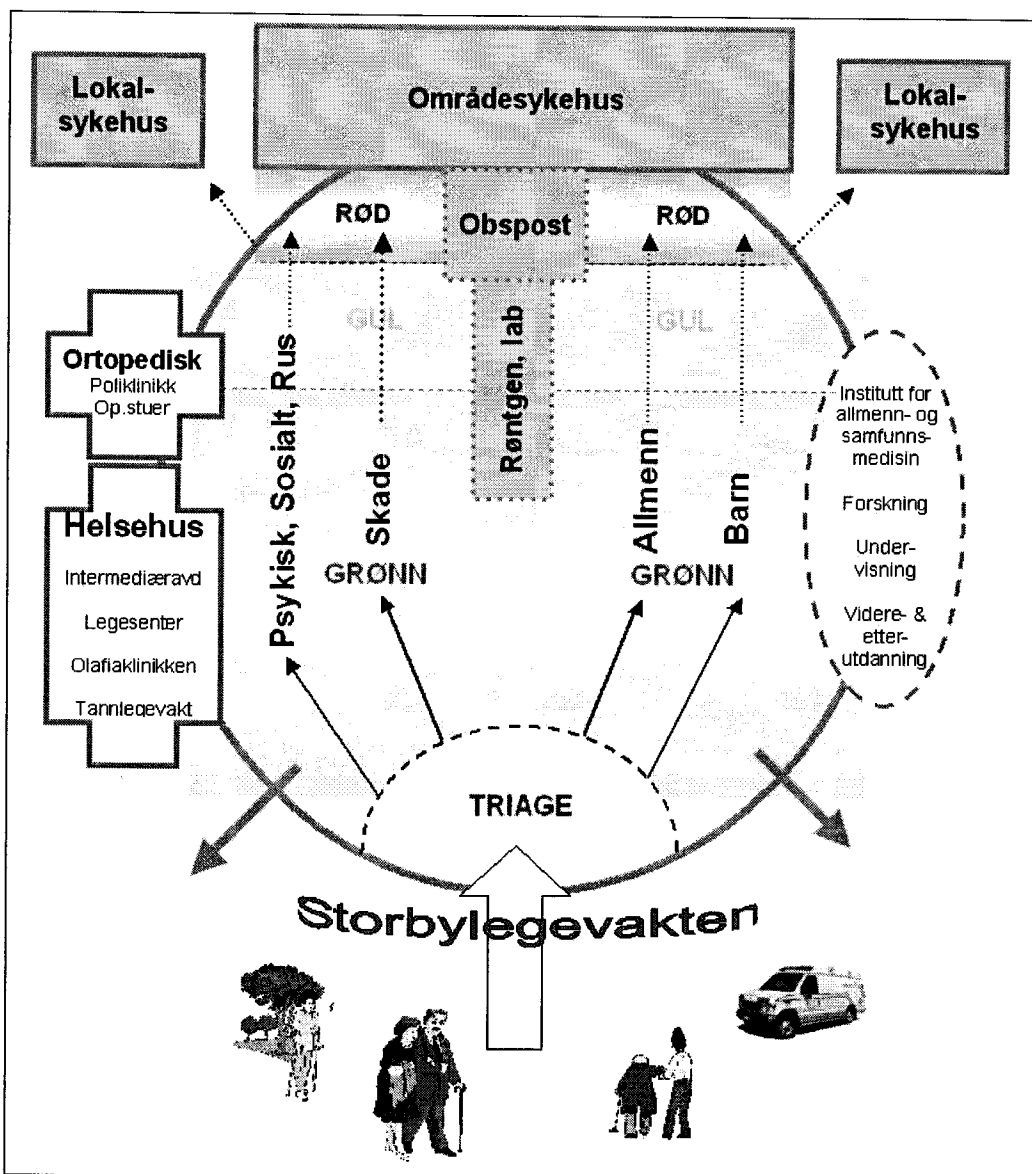 Lokal-
sykehus
Områdesykehus
Lokal-
sykehus
RØD
Obspost
RØD
GUL
GUL
Ortopedisk
Poliklinikk
Op.stuer
Røntgen, lab
Institutt for
allmenn- og
samfunns-
medisin
Forskning
Under-
visning
Videre- &
etter-
utdanning
Helsehus
Intermediæravd
Legesenter
Olafiaklinikken
Tannlegevakt
Psykisk, Sosialt, Rus
Skade
Allmenn
Barn
GRØNN
GRØNN
TRIAGE
Storbylegevakten